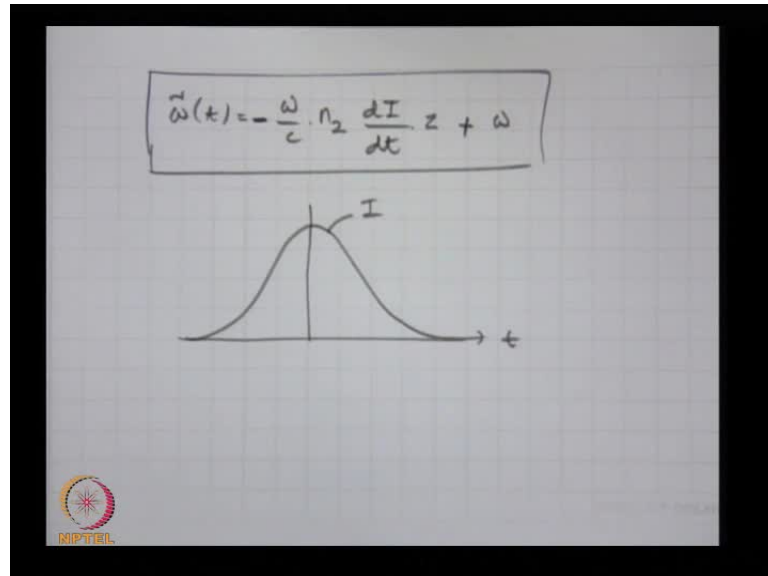 ω̃(t) = - ω/c · n₂ dI/dt z + ω
I
t
NPTEL